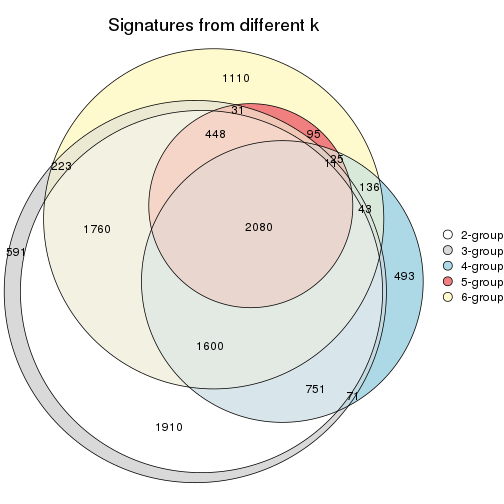 Signatures from different k
1110
31
95
448
25
223
136
43
1760
2080
591
493
1600
751
71
1910
2-group
3-group
4-group
5-group
6-group